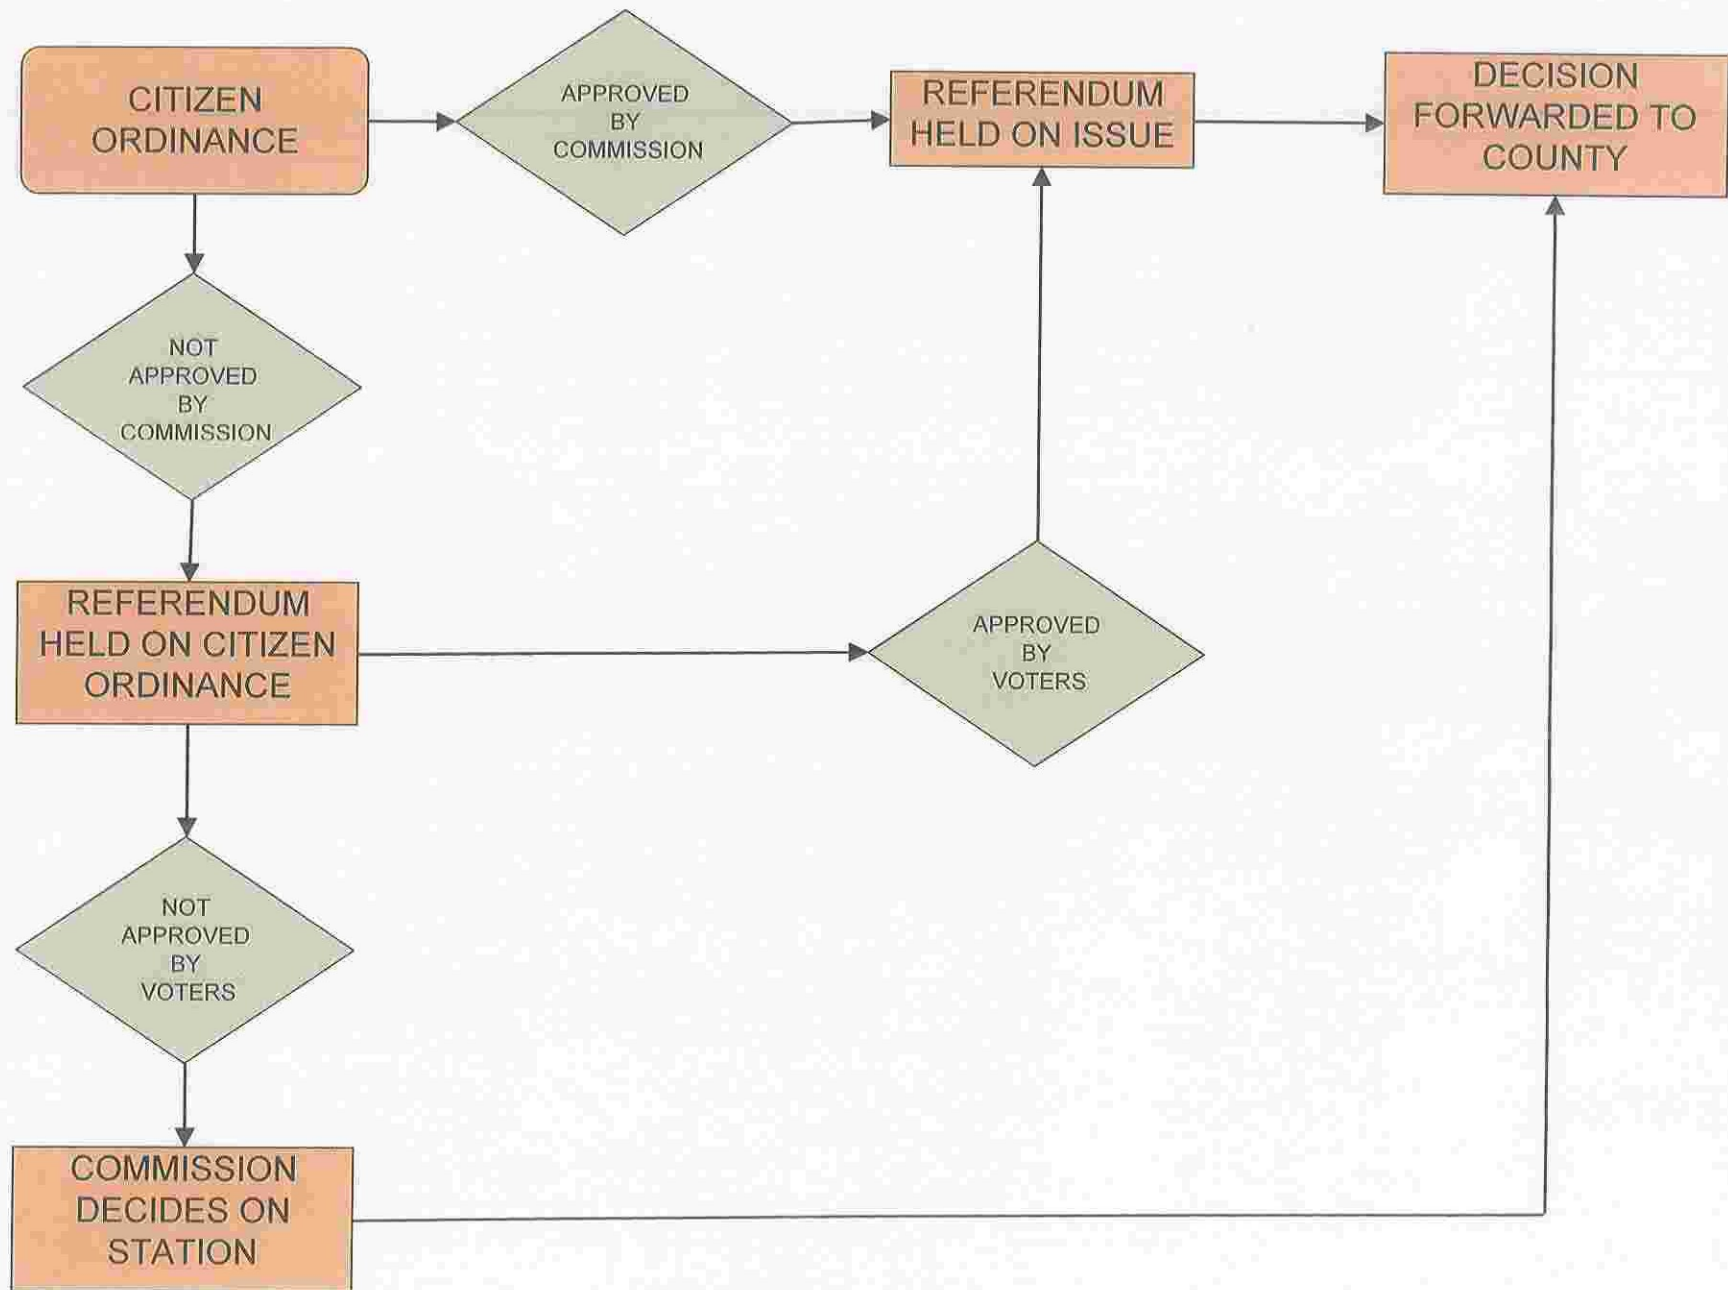 CITIZEN
ORDINANCE
APPROVED
BY
COMMISSION
REFERENDUM
HELD ON ISSUE
DECISION
FORWARDED TO
COUNTY
NOT
APPROVED
BY
COMMISSION
REFERENDUM
HELD ON CITIZEN
ORDINANCE
APPROVED
BY
VOTERS
NOT
APPROVED
BY
VOTERS
COMMISSION
DECIDES ON
STATION